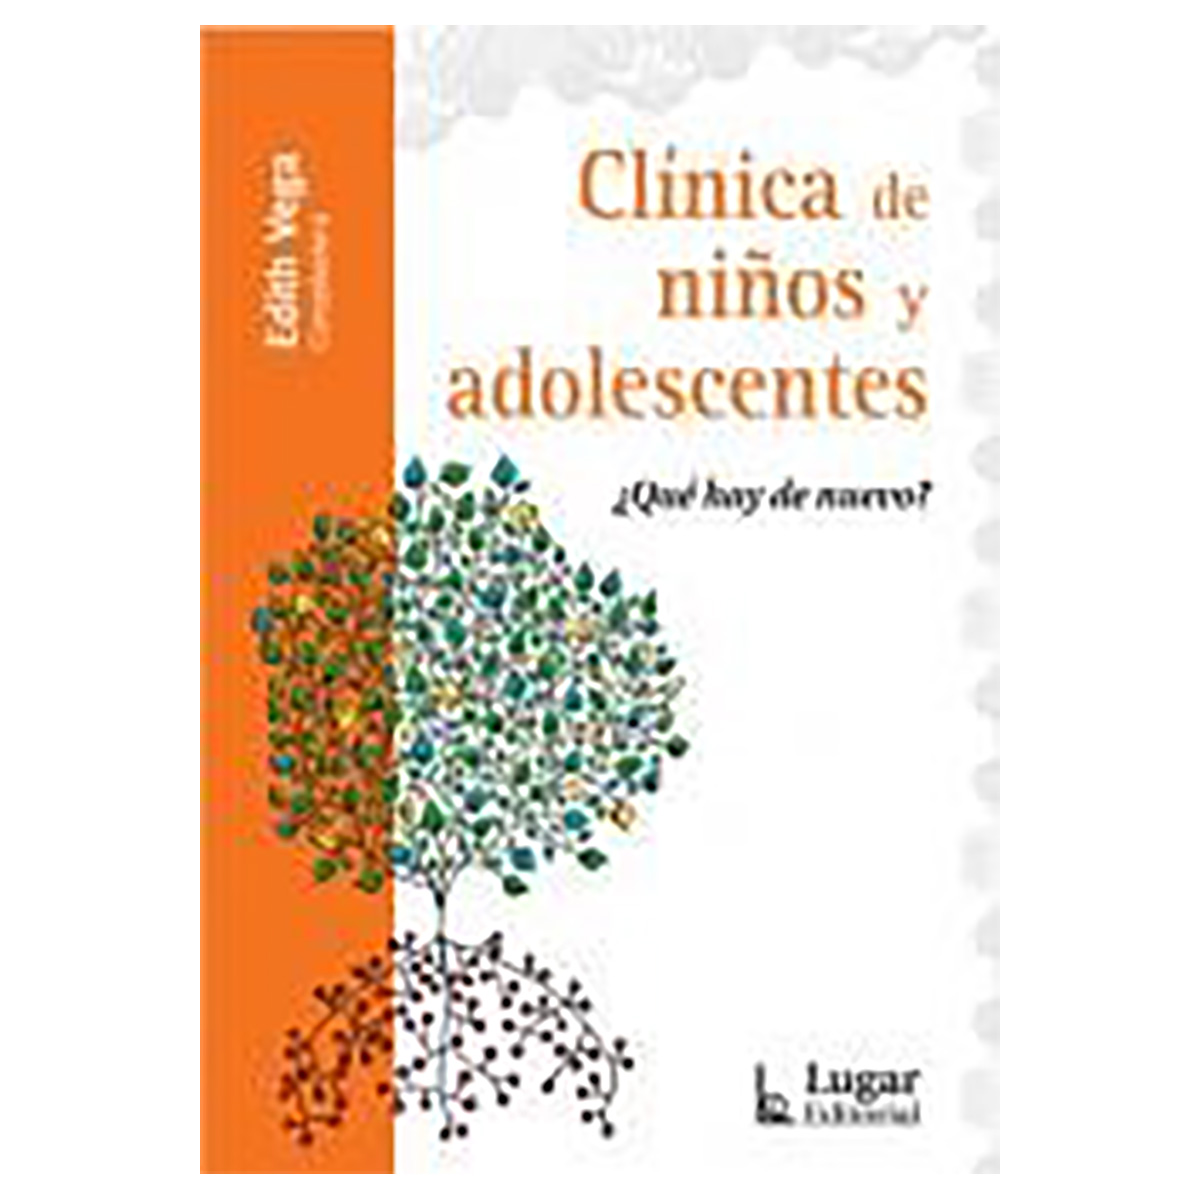 Edith Vega
Clínica de
niños y
adolescentes
¿Qué hay de nuevo?
Lugar
Editorial